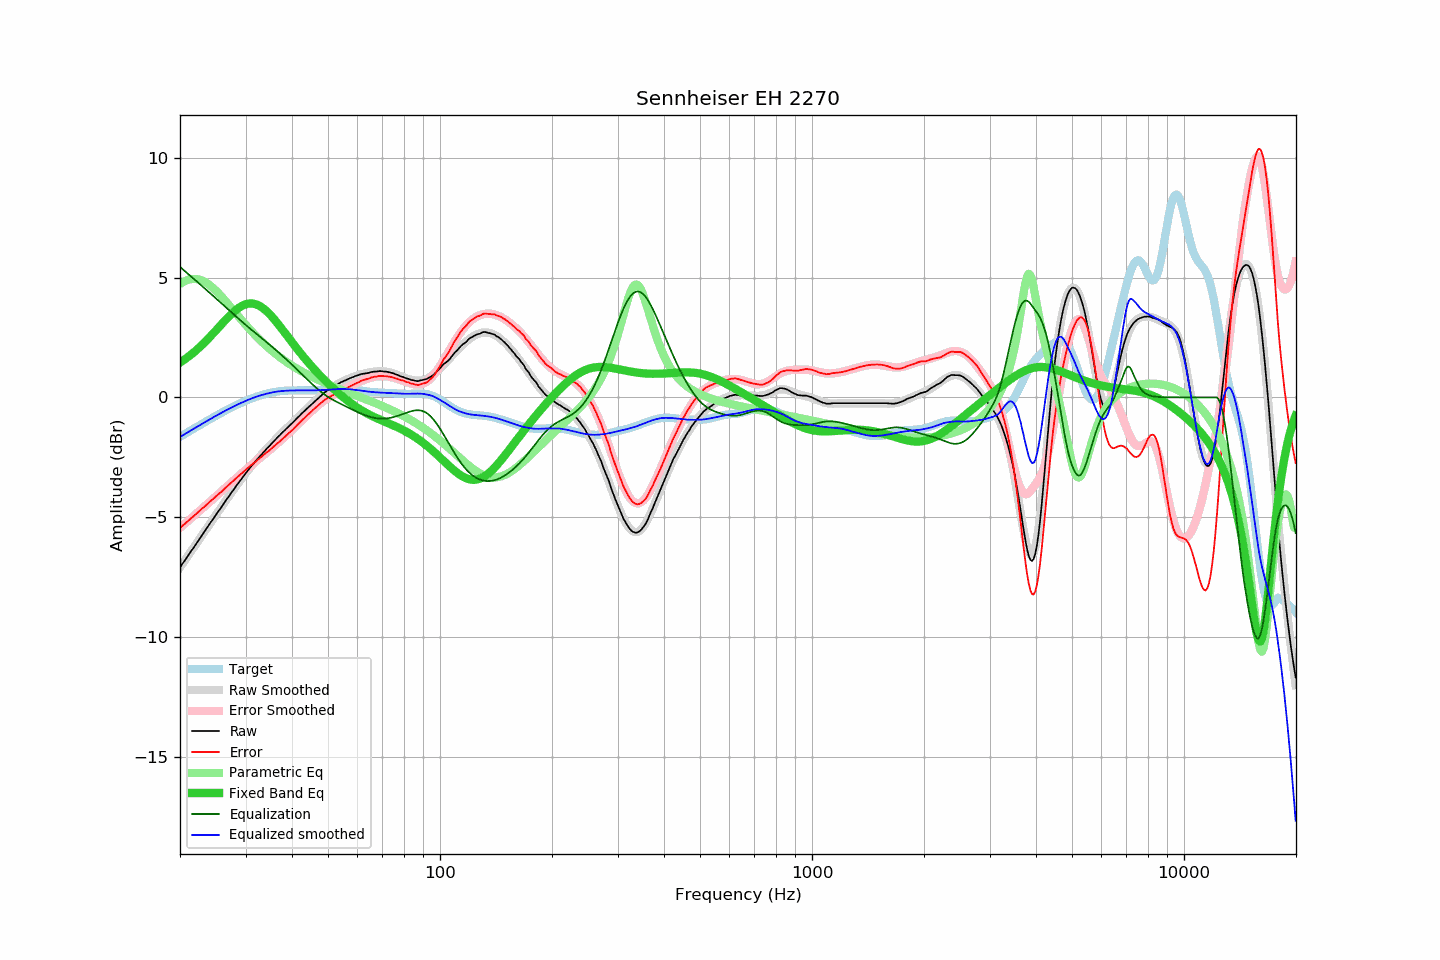 Sennheiser EH 2270
10
5
0
−5
−10
−15
Amplitude (dBr)
Target
Raw Smoothed
Error Smoothed
Raw
Error
Parametric Eq
Fixed Band Eq
Equalization
Equalized smoothed
100 1000 10000
Frequency (Hz)